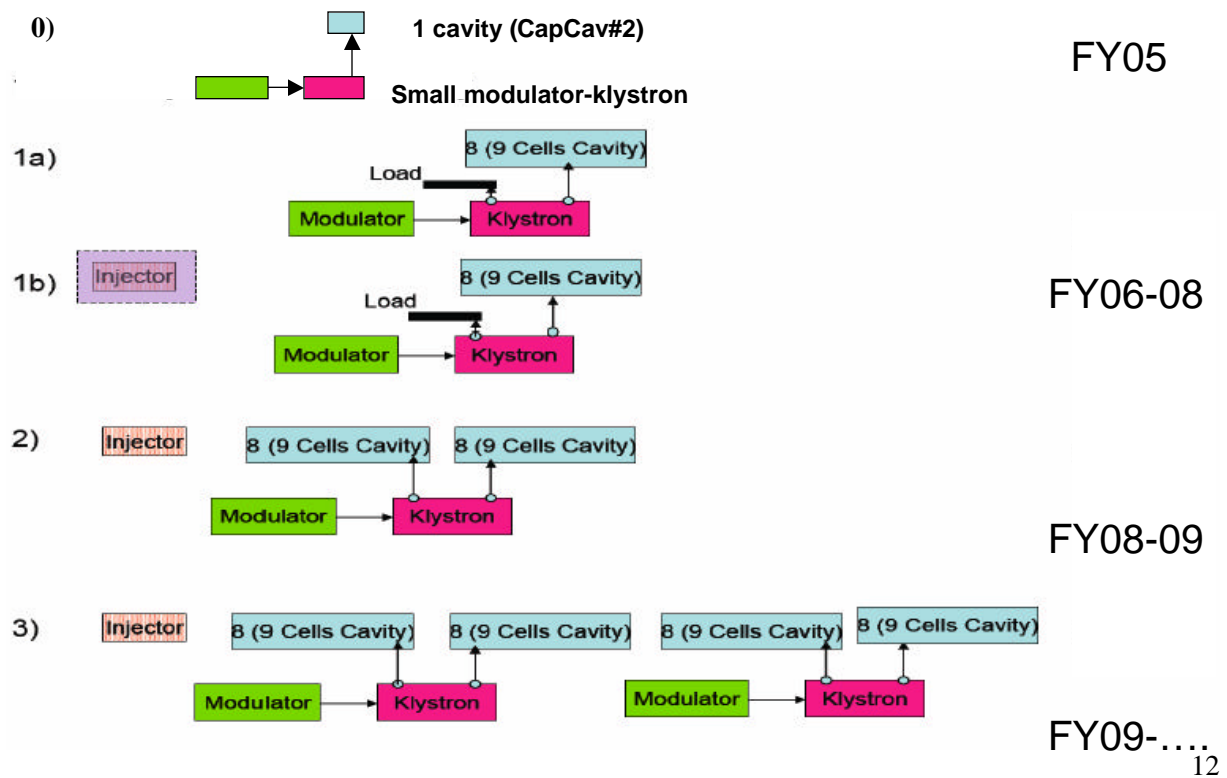 0)
1 cavity (CapCav#2)
FY05
Small modulator-klystron
1a)
8 (9 Cells Cavity)
Load
Modulator
Klystron
1b)
Injector
8 (9 Cells Cavity)
FY06-08
Load
Modulator
Klystron
2)
Injector
8 (9 Cells Cavity)
8 (9 Cells Cavity)
Modulator
Klystron
FY08-09
3)
Injector
8 (9 Cells Cavity)
8 (9 Cells Cavity)
8 (9 Cells Cavity)
8 (9 Cells Cavity)
Modulator
Klystron
Modulator
Klystron
FY09-....
12